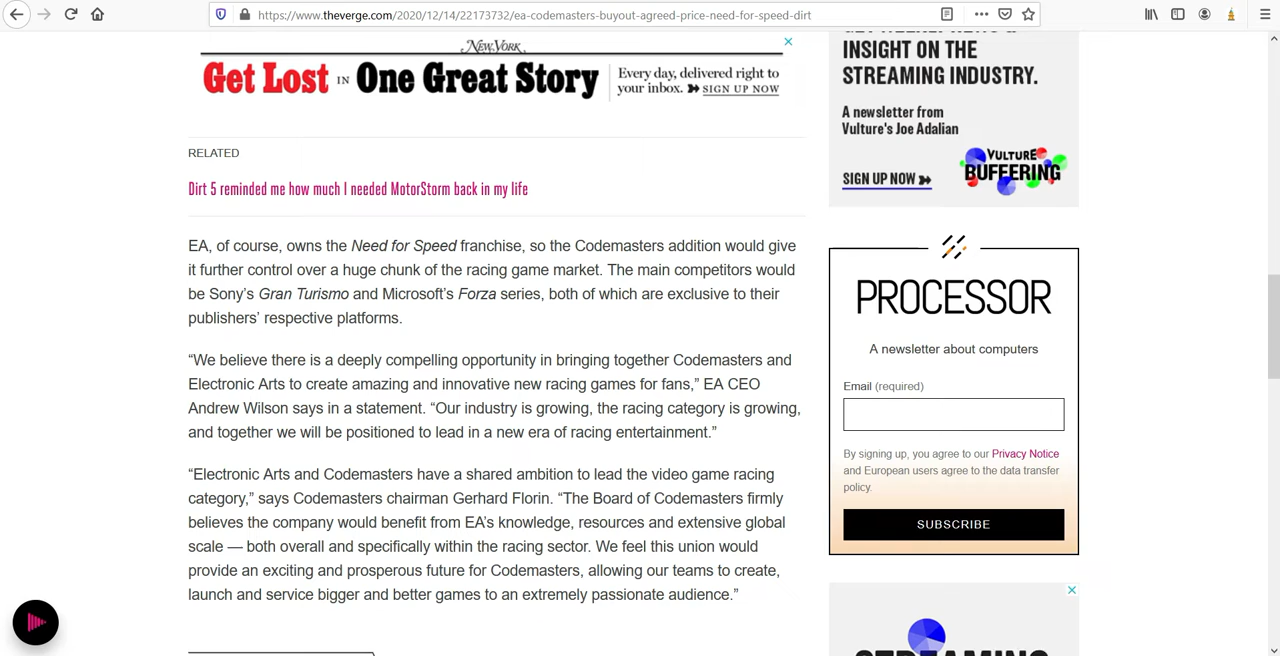 https://www.theverge.com/2020/12/14/22173732/ea-codemasters-buyout-agreed-price-need-for-speed-dirt
NEW YORK
Get Lost IN One Great Story
Every day, delivered right to
your inbox. SIGN UP NOW
RELATED
Dirt 5 reminded me how much I needed MotorStorm back in my life
EA, of course, owns the Need for Speed franchise, so the Codemasters addition would give
it further control over a huge chunk of the racing game market. The main competitors would
be Sony’s Gran Turismo and Microsoft’s Forza series, both of which are exclusive to their
publishers’ respective platforms.
“We believe there is a deeply compelling opportunity in bringing together Codemasters and
Electronic Arts to create amazing and innovative new racing games for fans,” EA CEO
Andrew Wilson says in a statement. “Our industry is growing, the racing category is growing,
and together we will be positioned to lead in a new era of racing entertainment.”
“Electronic Arts and Codemasters have a shared ambition to lead the video game racing
category,” says Codemasters chairman Gerhard Florin. “The Board of Codemasters firmly
believes the company would benefit from EA’s knowledge, resources and extensive global
scale — both overall and specifically within the racing sector. We feel this union would
provide an exciting and prosperous future for Codemasters, allowing our teams to create,
launch and service bigger and better games to an extremely passionate audience.”
INSIGHT ON THE
STREAMING INDUSTRY.
A newsletter from
Vulture's Joe Adalian
SIGN UP NOW
VULTURE
BUFFERING
PROCESSOR
A newsletter about computers
Email (required)
By signing up, you agree to our Privacy Notice
and European users agree to the data transfer
policy.
SUBSCRIBE